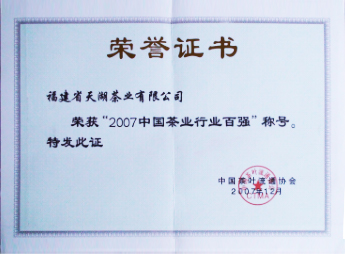 荣誉证书
福建省天湖茶业有限公司
荣获“2007中国茶业行业百强”称号。
特发此证
中国茶叶流通协会
2007年12月
CTMA